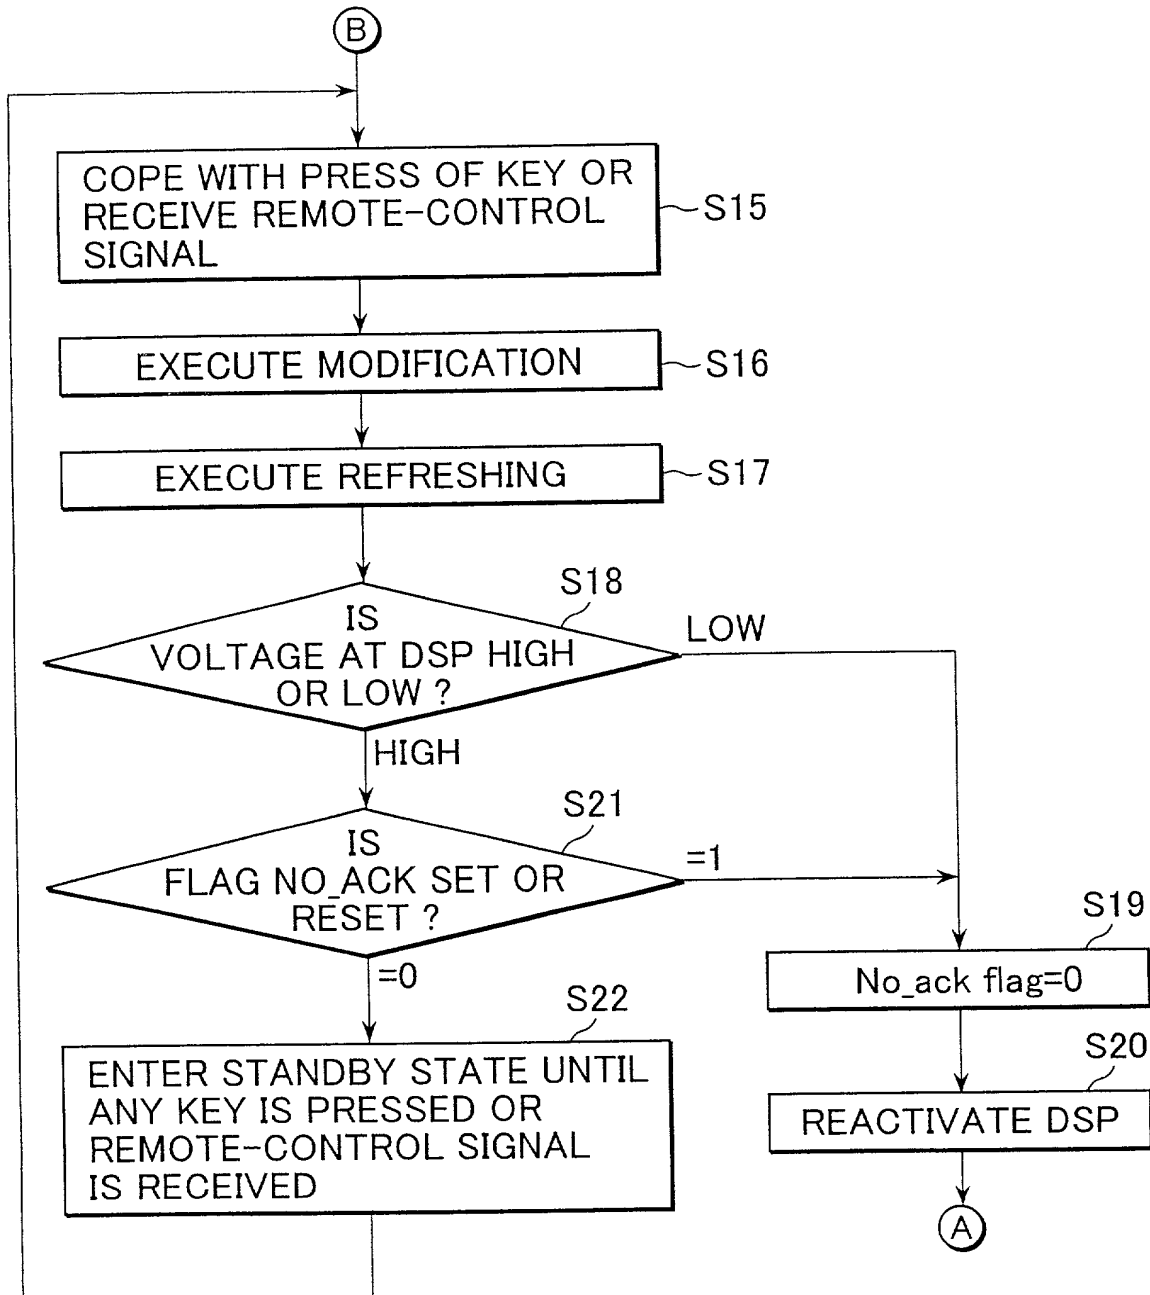 B
COPE WITH PRESS OF KEY OR
RECEIVE REMOTE-CONTROL
SIGNAL
S15
EXECUTE MODIFICATION
S16
EXECUTE REFRESHING
S17
S18
IS
VOLTAGE AT DSP HIGH
OR LOW ?
LOW
HIGH
S21
IS
FLAG NO_ACK SET OR
RESET ?
=1
=0
S19
No_ack flag=0
S20
REACTIVATE DSP
A
S22
ENTER STANDBY STATE UNTIL
ANY KEY IS PRESSED OR
REMOTE-CONTROL SIGNAL
IS RECEIVED